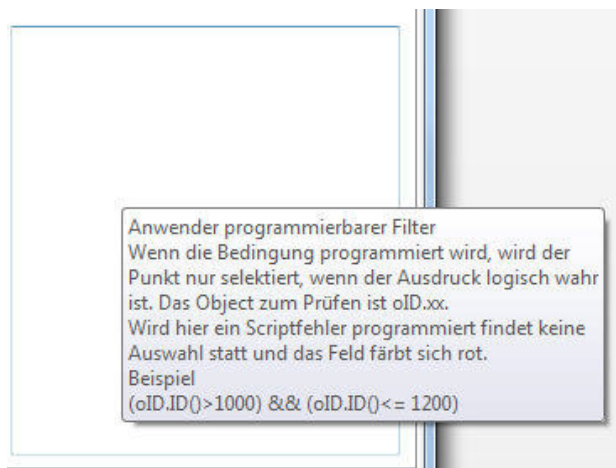 Anwender programmierbarer Filter
Wenn die Bedingung programmiert wird, wird der
Punkt nur selektiert, wenn der Ausdruck logisch wahr
ist. Das Object zum Prüfen ist oID.xx.
Wird hier ein Scriptfehler programmiert findet keine
Auswahl statt und das Feld färbt sich rot.
Beispiel
(oID.ID()>1000) && (oID.ID()<= 1200)